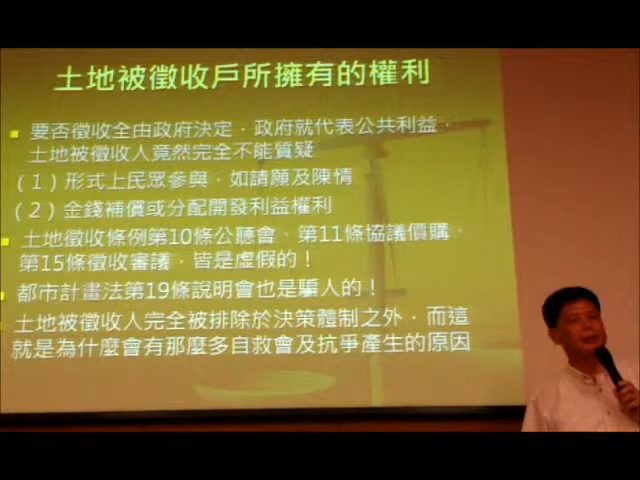 土地被徵收戶所擁有的權利
要否徵收全由政府決定，政府就代表公共利益，
土地被徵收人竟然完全不能質疑
（1）形式上民眾參與，如請願及陳情
（2）金錢補償或分配開發利益權利
土地徵收條例第10條公聽會、第11條協議價購、
第15條徵收審議，皆是虛假的！
都市計畫法第19條說明會也是騙人的！
土地被徵收人完全被排除於決策體制之外，而這
就是為什麼會有那麼多自救會及抗爭產生的原因